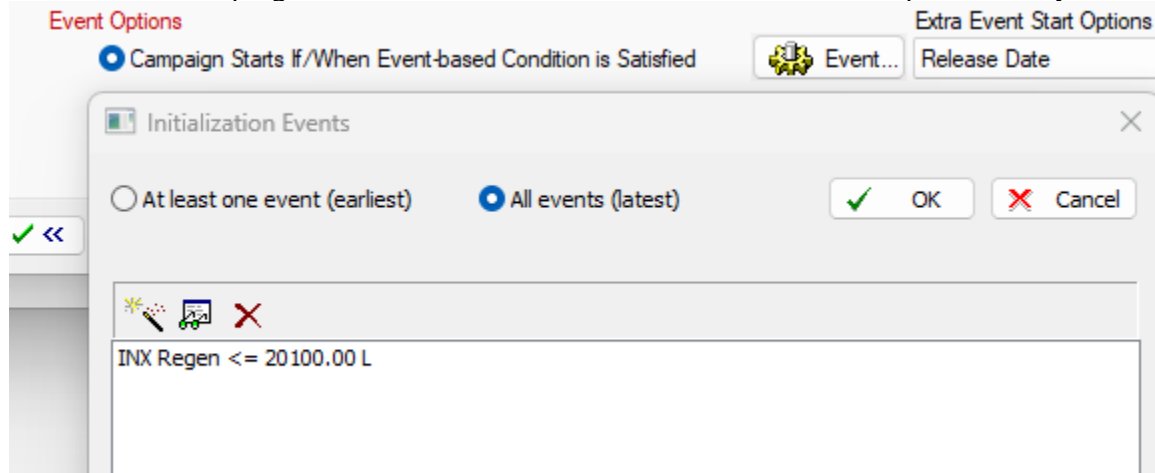 Event Options
Extra Event Start Options
Campaign Starts If/When Event-based Condition is Satisfied
Event...
Release Date
Initialization Events
At least one event (earliest)
All events (latest)
OK
Cancel
INX Regen <= 20100.00 L